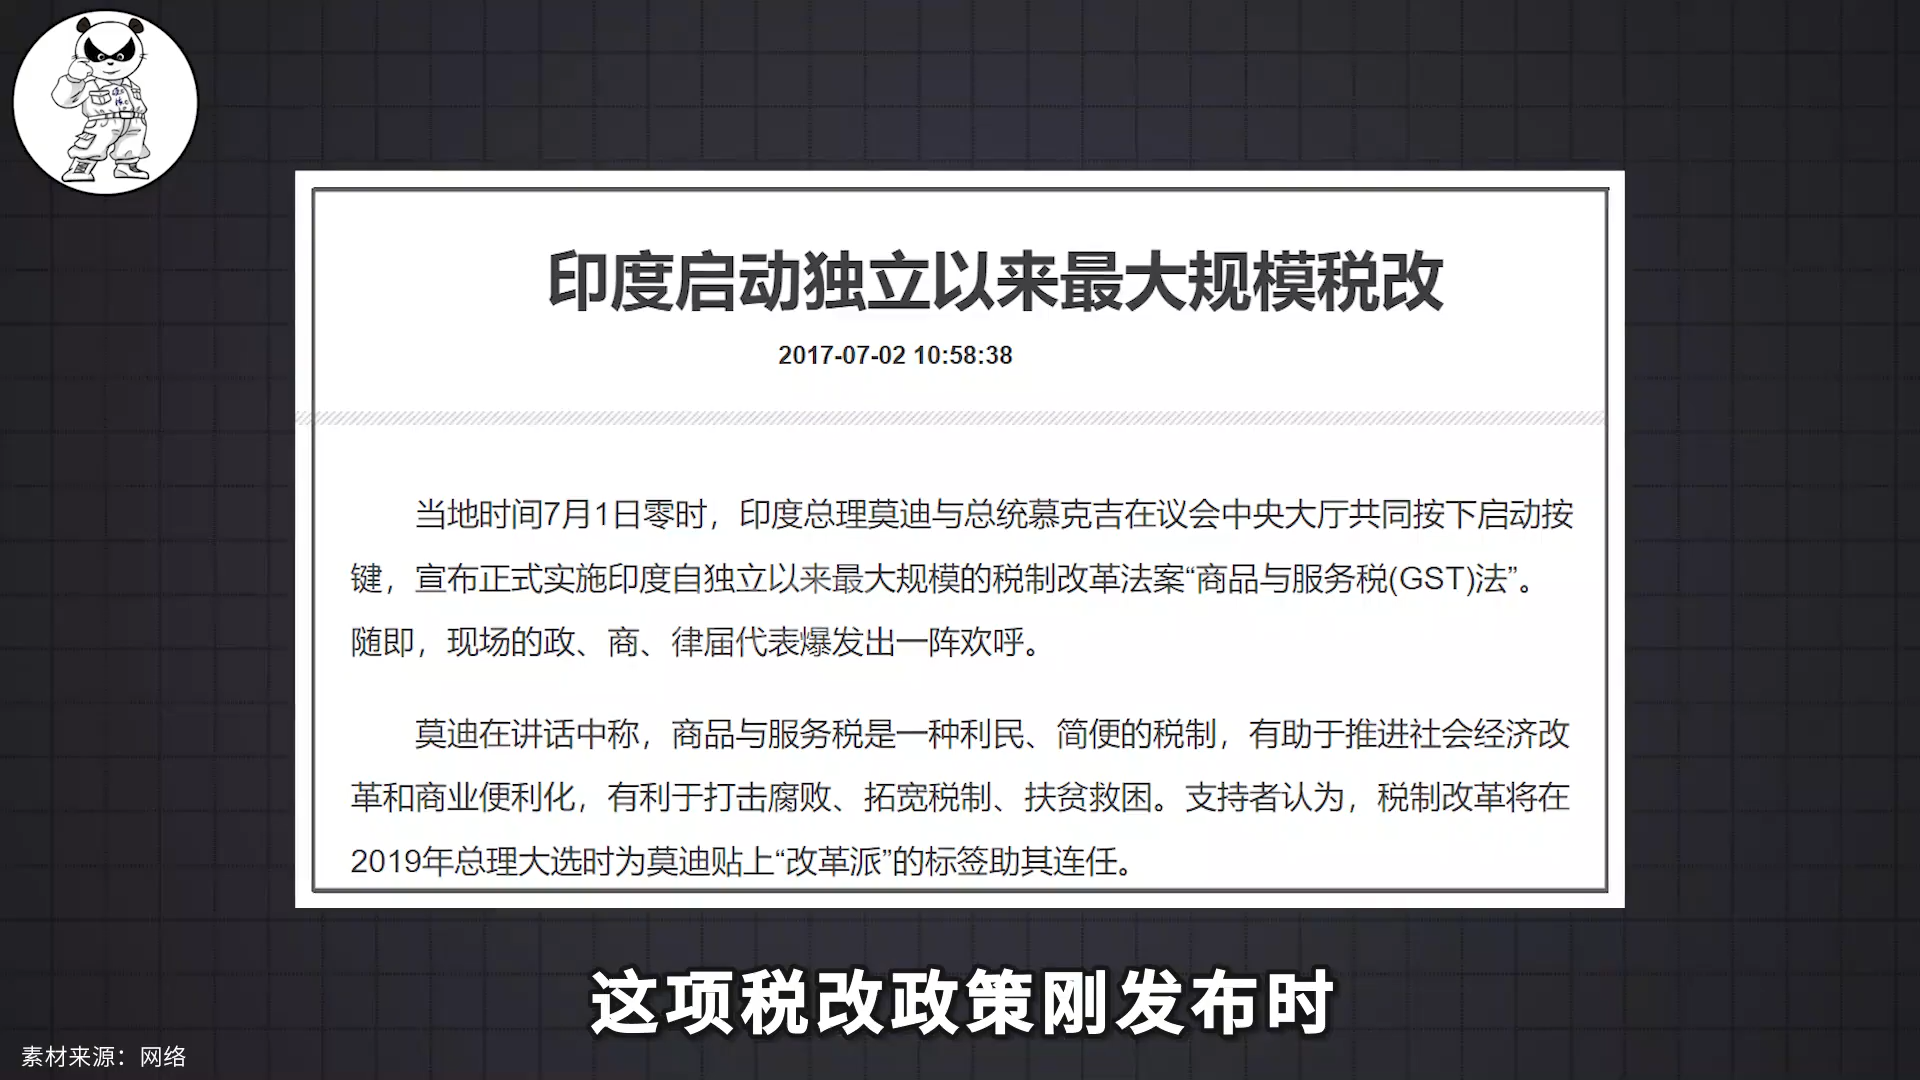 印度启动独立以来最大规模税改
2017-07-02 10:58:38
当地时间7月1日零时，印度总理莫迪与总统慕克吉在议会中央大厅共同按下启动按
键，宣布正式实施印度自独立以来最大规模的税制改革法案“商品与服务税(GST)法”。
随即，现场的政、商、律届代表爆发出一阵欢呼。
莫迪在讲话中称，商品与服务税是一种利民、简便的税制，有助于推进社会经济改
革和商业便利化，有利于打击腐败、拓宽税制、扶贫救困。支持者认为，税制改革将在
2019年总理大选时为莫迪贴上“改革派”的标签助其连任。
这项税改政策刚发布时
素材来源：网络